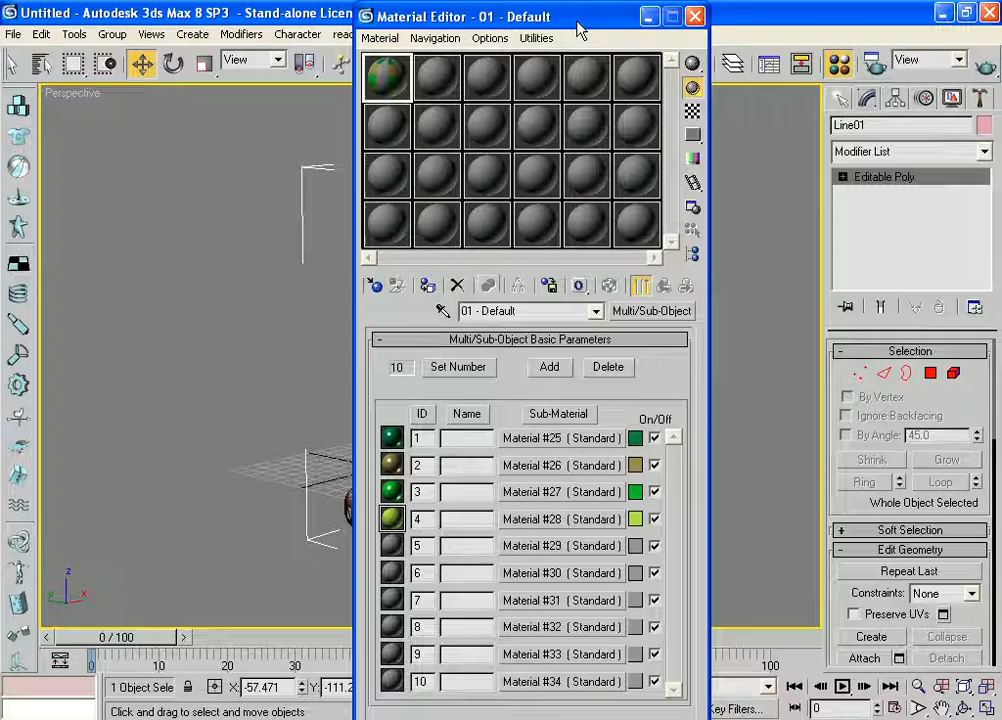 Untitled - Autodesk 3ds Max 8 SP3 - Stand-alone Licen
Material Editor - 01 - Default
File Edit Tools Group Views Create Modifiers Character
Material Navigation Options Utilities
View
View
Perspective
Line01
Modifier List
Editable Poly
01 - Default
Multi/Sub-Object
- Multi/Sub-Object Basic Parameters
10 Set Number Add Delete
ID Name Sub-Material On/Off
1 Material #25 ( Standard )
2 Material #26 ( Standard )
3 Material #27 ( Standard )
4 Material #28 ( Standard )
5 Material #29 ( Standard )
6 Material #30 ( Standard )
7 Material #31 ( Standard )
8 Material #32 ( Standard )
9 Material #33 ( Standard )
10 Material #34 ( Standard )
- Selection
By Vertex
Ignore Backfacing
By Angle: 45.0
Shrink Grow
Ring Loop
Whole Object Selected
+ Soft Selection
- Edit Geometry
Repeat Last
Constraints: None
Preserve UVs
Create Collapse
Attach Detach
z
y x
0 / 100
0 10 20 30 100
1 Object Sele X: -57.471 Y: -111.2
Click and drag to select and move objects
Key Filters... 0